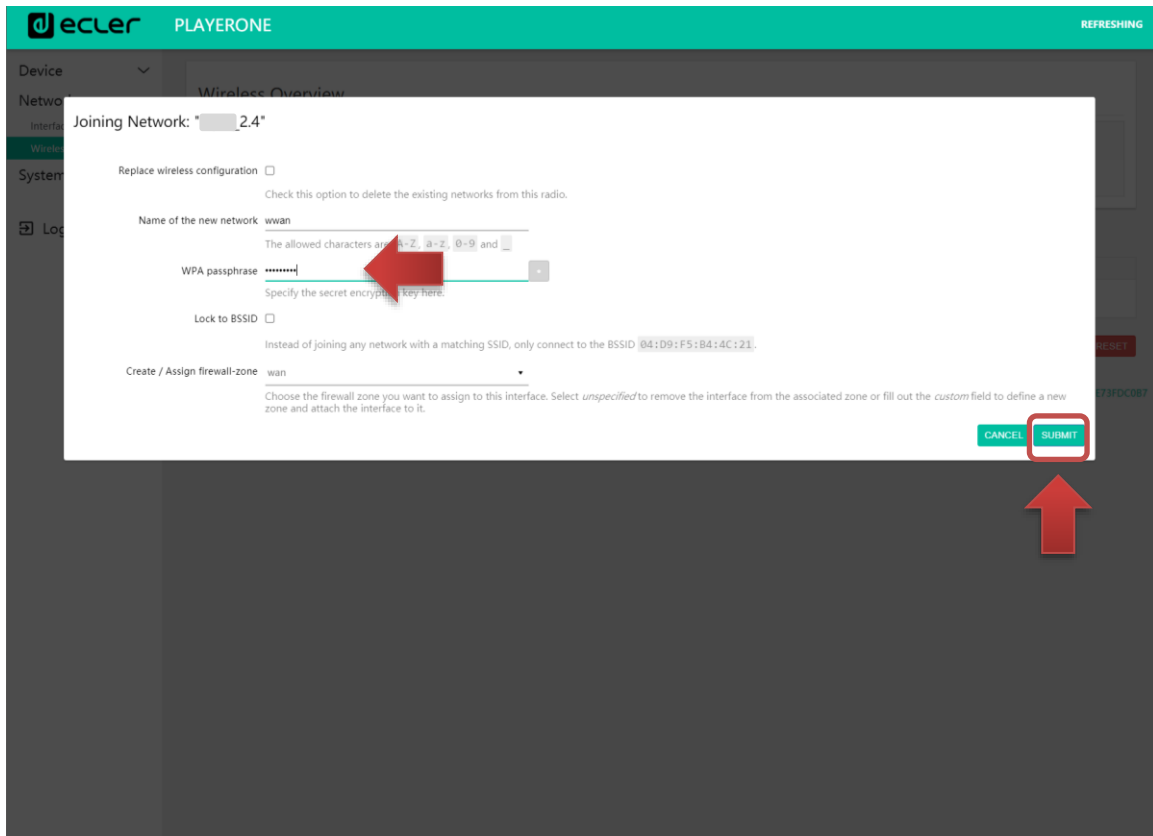 ecler PLAYERONE REFRESHING
Device
Wireless Overview
Joining Network: " _2.4"
System
Replace wireless configuration
Check this option to delete the existing networks from this radio.
Name of the new network wwan
The allowed characters are A-Z, a-z, 0-9 and _
WPA passphrase •••••••••
Specify the secret encryption key here.
Lock to BSSID
Instead of joining any network with a matching SSID, only connect to the BSSID 04:D9:F5:B4:4C:21.
RESET
Create / Assign firewall-zone wan
Choose the firewall zone you want to assign to this interface. Select unspecified to remove the interface from the associated zone or fill out the custom field to define a new
zone and attach the interface to it.
CANCEL SUBMIT